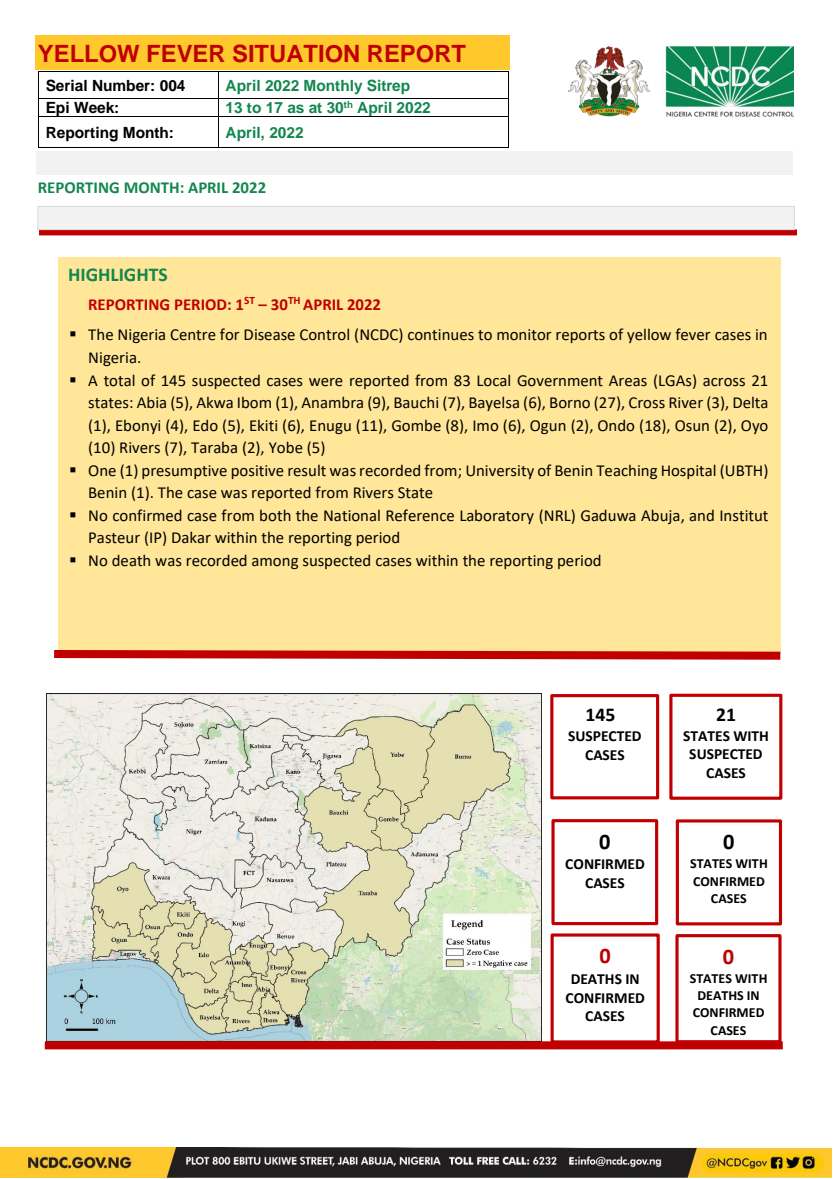 YELLOW FEVER SITUATION REPORT
Serial Number: 004
April 2022 Monthly Sitrep
Epi Week:
13 to 17 as at 30th April 2022
Reporting Month:
April, 2022
NCDC
NIGERIA CENTRE FOR DISEASE CONTROL
REPORTING MONTH: APRIL 2022
HIGHLIGHTS
REPORTING PERIOD: 1ST – 30TH APRIL 2022
▪ The Nigeria Centre for Disease Control (NCDC) continues to monitor reports of yellow fever cases in
Nigeria.
▪ A total of 145 suspected cases were reported from 83 Local Government Areas (LGAs) across 21
states: Abia (5), Akwa Ibom (1), Anambra (9), Bauchi (7), Bayelsa (6), Borno (27), Cross River (3), Delta
(1), Ebonyi (4), Edo (5), Ekiti (6), Enugu (11), Gombe (8), Imo (6), Ogun (2), Ondo (18), Osun (2), Oyo
(10) Rivers (7), Taraba (2), Yobe (5)
▪ One (1) presumptive positive result was recorded from; University of Benin Teaching Hospital (UBTH)
Benin (1). The case was reported from Rivers State
▪ No confirmed case from both the National Reference Laboratory (NRL) Gaduwa Abuja, and Institut
Pasteur (IP) Dakar within the reporting period
▪ No death was recorded among suspected cases within the reporting period
Sokoto
Katsina
Jigawa
Yobe
Borno
Zamfara
Kebbi
Kano
Bauchi
Gombe
Kaduna
Niger
Adamawa
Plateau
FCT
Nasarawa
Kwara
Taraba
Oyo
Ekiti
Osun
Kogi
Ondo
Benue
Ogun
Enugu
Lagos
Edo
Anambra
Ebonyi
Cross
River
Imo
Abia
Delta
Akwa
Ibom
Bayelsa
Rivers
Legend
Case Status
Zero Case
> = 1 Negative case
0 100 km
145
SUSPECTED
CASES
21
STATES WITH
SUSPECTED
CASES
0
CONFIRMED
CASES
0
STATES WITH
CONFIRMED
CASES
0
DEATHS IN
CONFIRMED
CASES
0
STATES WITH
DEATHS IN
CONFIRMED
CASES
NCDC.GOV.NG
PLOT 800 EBITU UKIWE STREET, JABI ABUJA, NIGERIA TOLL FREE CALL: 6232 E:info@ncdc.gov.ng
@NCDCgov